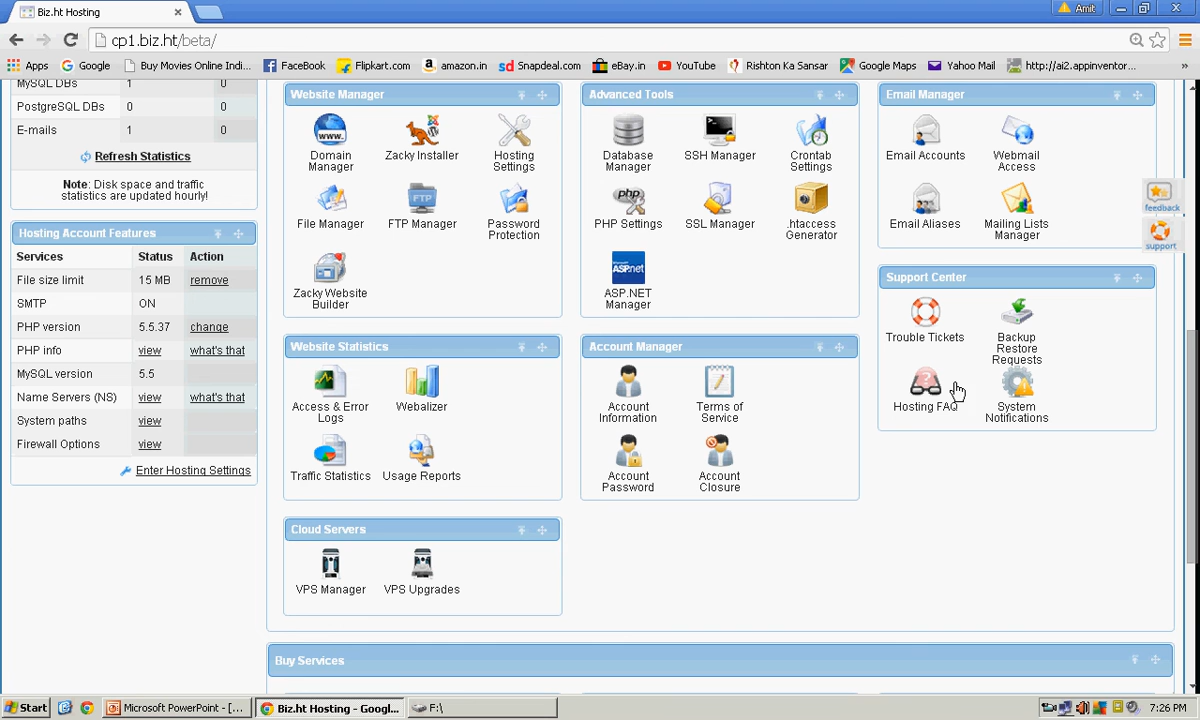 Biz.ht Hosting
Amit
cp1.biz.ht/beta/
Apps
Google
Buy Movies Online Indi...
FaceBook
Flipkart.com
amazon.in
Snapdeal.com
eBay.in
YouTube
Rishton Ka Sansar
Google Maps
Yahoo Mail
http://ai2.appinventor...
»
MySQL DBs 1 0
PostgreSQL DBs 0 0
E-mails 1 0
Refresh Statistics
Note: Disk space and traffic
statistics are updated hourly!
Hosting Account Features
Services Status Action
File size limit 15 MB remove
SMTP ON
PHP version 5.5.37 change
PHP info view what's that
MySQL version 5.5
Name Servers (NS) view what's that
System paths view
Firewall Options view
Enter Hosting Settings
Website Manager
WWW.
Domain
Manager
Zacky Installer
Hosting
Settings
File Manager
FTP
FTP Manager
Password
Protection
Zacky Website
Builder
Website Statistics
Access & Error
Logs
Webalizer
Traffic Statistics
Usage Reports
Cloud Servers
VPS Manager
VPS Upgrades
Advanced Tools
Database
Manager
SSH Manager
Crontab
Settings
php
PHP Settings
SSL Manager
.htaccess
Generator
ASP.net
ASP.NET
Manager
Account Manager
Account
Information
Terms of
Service
Account
Password
Account
Closure
Email Manager
Email Accounts
Webmail
Access
Email Aliases
Mailing Lists
Manager
Support Center
Trouble Tickets
Backup
Restore
Requests
Hosting FAQ
System
Notifications
feedback
support
Buy Services
Start
Microsoft PowerPoint - [...
Biz.ht Hosting - Googl...
F:\
7:26 PM